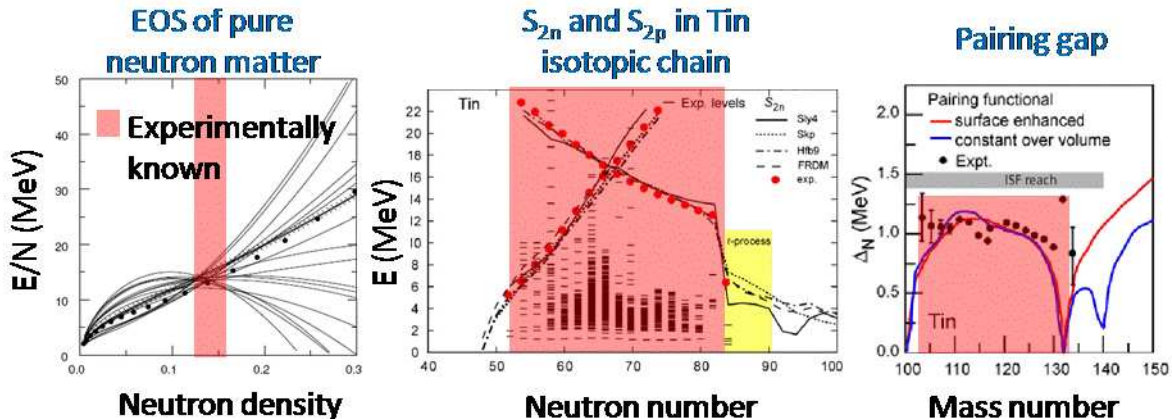 EOS of pure
neutron matter
E/N (MeV)
50
40
30
20
10
0
Experimentally
known
0.0
0.1
0.2
0.3
Neutron density
S2n and S2p in Tin
isotopic chain
E (MeV)
24
22
20
18
16
14
12
10
8
6
4
2
0
Tin
Exp. levels
S2n
Sly4
Skp
Hfb9
FRDM
exp.
r-process
40
50
60
70
80
90
100
Neutron number
Pairing gap
ΔN (MeV)
2.0
1.5
1.0
0.5
0.0
Pairing functional
surface enhanced
constant over volume
Expt.
ISF reach
Tin
100
110
120
130
140
150
Mass number